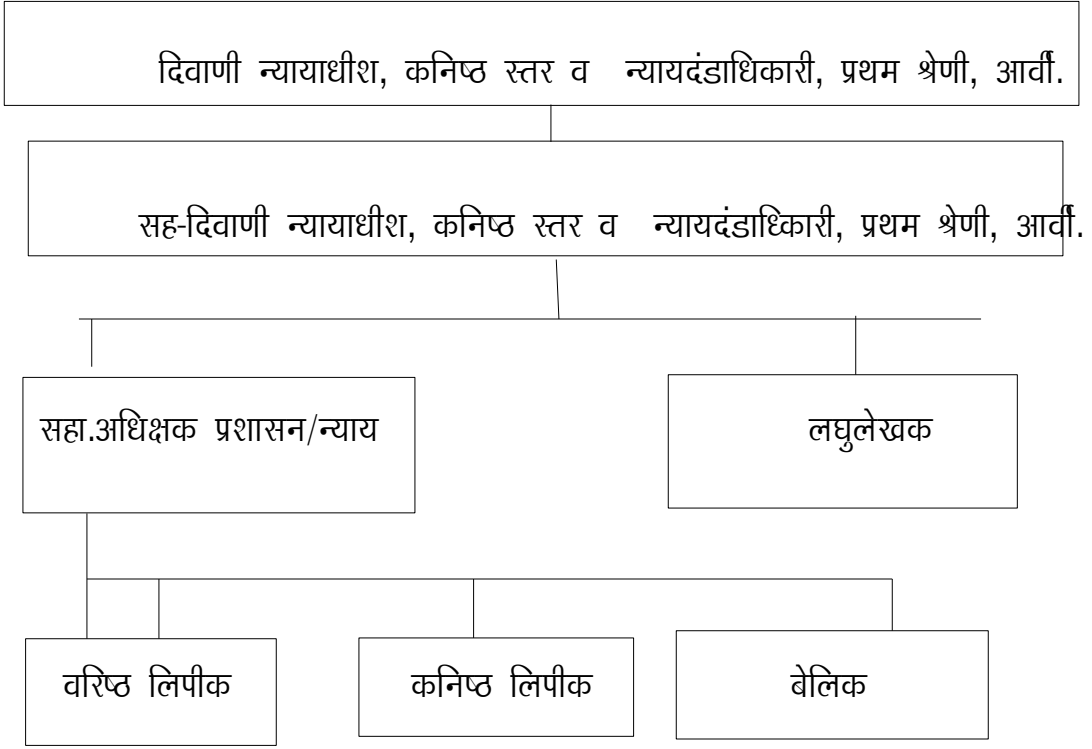 दिवाणी न्यायाधीश, कनिष्ठ स्तर व न्यायदंडाधिकारी, प्रथम श्रेणी, आर्वी.
सह-दिवाणी न्यायाधीश, कनिष्ठ स्तर व न्यायदंडाधिकारी, प्रथम श्रेणी, आर्वी.
सहा.अधिक्षक प्रशासन/न्याय
लघुलेखक
वरिष्ठ लिपीक
कनिष्ठ लिपीक
बेलिक